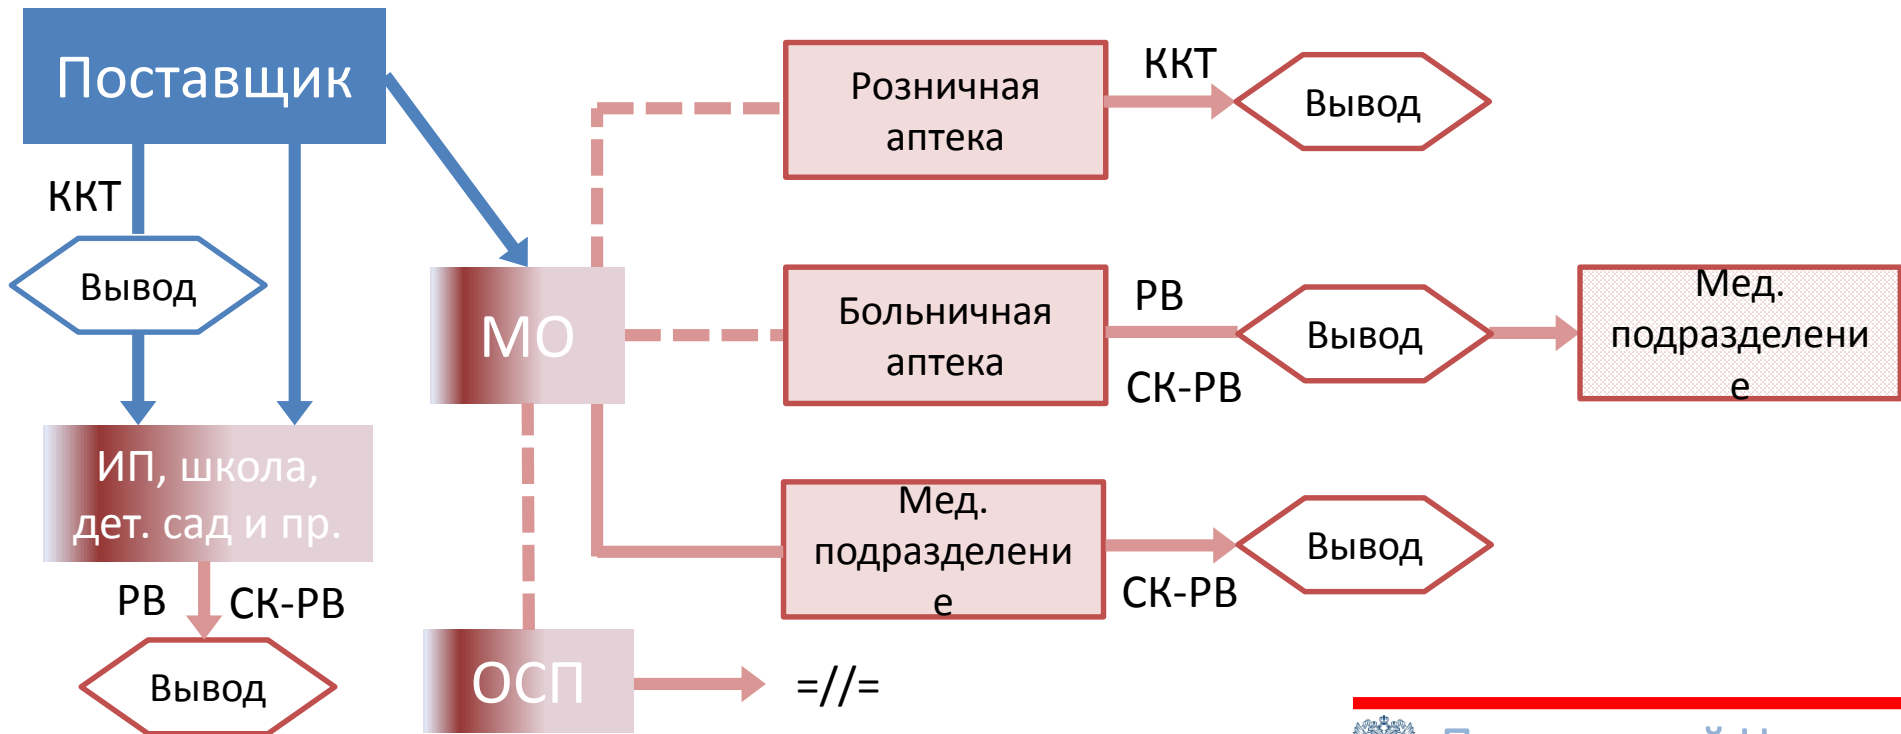 Поставщик
ККТ
Вывод
ИП, школа,
дет. сад и пр.
РВ
СК-РВ
Вывод
МО
ОСП
=//=
Розничная
аптека
ККТ
Вывод
Больничная
аптека
РВ
СК-РВ
Вывод
Мед.
подразделени
е
Мед.
подразделени
е
СК-РВ
Вывод